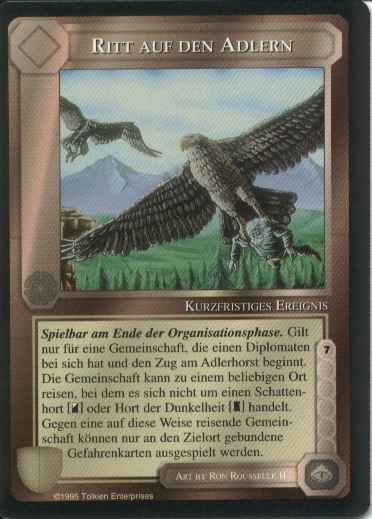 Ritt auf den Adlern
Kurzfristiges Ereignis
Spielbar am Ende der Organisationsphase. Gilt
nur für eine Gemeinschaft, die einen Diplomaten
bei sich hat und den Zug am Adlerhorst beginnt.
Die Gemeinschaft kann zu einem beliebigen Ort
reisen, bei dem es sich nicht um einen Schatten-
hort [] oder Hort der Dunkelheit [] handelt.
Gegen eine auf diese Weise reisende Gemein-
schaft können nur an den Zielort gebundene
Gefahrenkarten ausgespielt werden.
7
Art by Ron Rousselle II
©1995 Tolkien Enterprises